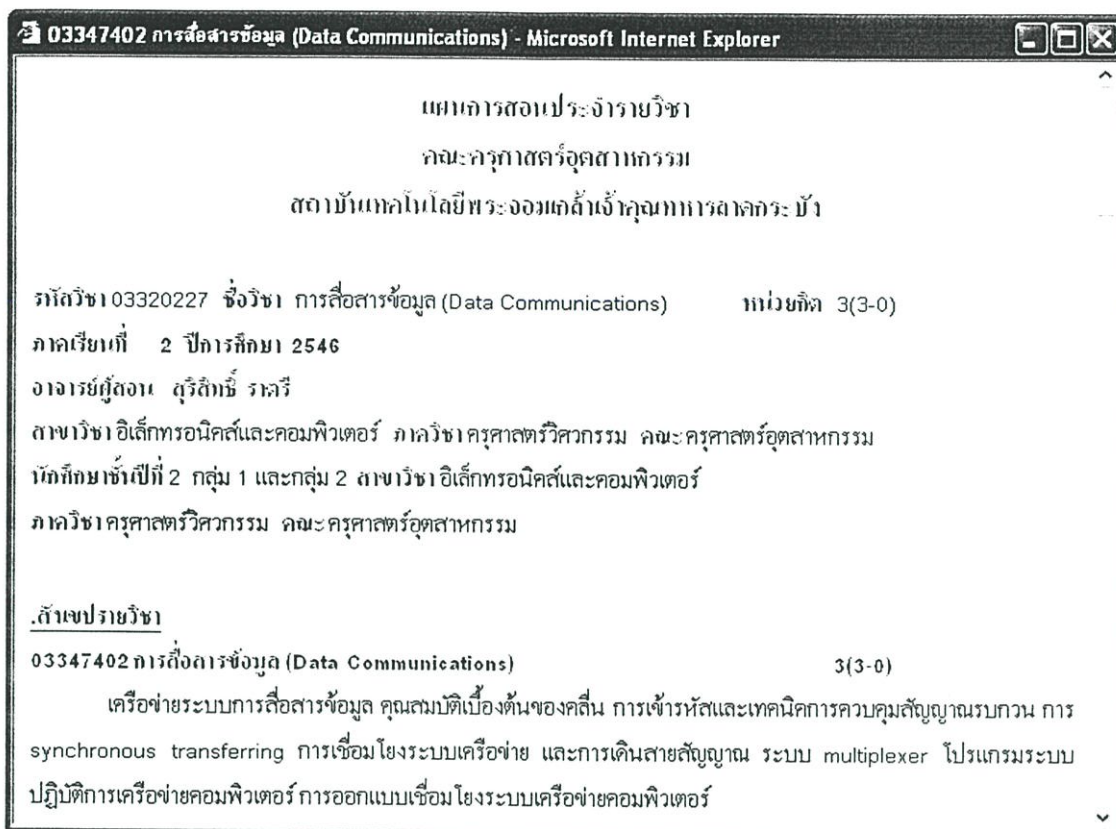 03347402 การสื่อสารข้อมูล (Data Communications) - Microsoft Internet Explorer
แผนการสอนประจำรายวิชา
คณะครุศาสตร์อุตสาหกรรม
สถาบันเทคโนโลยีพระจอมเกล้าเจ้าคุณทหารลาดกระบัง
รหัสวิชา 03320227 ชื่อวิชา การสื่อสารข้อมูล (Data Communications) หน่วยกิต 3(3-0)
ภาคเรียนที่ 2 ปีการศึกษา 2546
อาจารย์ผู้สอน สุริสิทธิ์ ราตรี
สาขาวิชา อิเล็กทรอนิคส์และคอมพิวเตอร์ ภาควิชา ครุศาสตร์วิศวกรรม คณะ ครุศาสตร์อุตสาหกรรม
นักศึกษาชั้นปีที่ 2 กลุ่ม 1 และกลุ่ม 2 สาขาวิชา อิเล็กทรอนิคส์และคอมพิวเตอร์
ภาควิชา ครุศาสตร์วิศวกรรม คณะ ครุศาสตร์อุตสาหกรรม
.สังเขปรายวิชา
03347402 การสื่อสารข้อมูล (Data Communications) 3(3-0)
เครือข่ายระบบการสื่อสารข้อมูล คุณสมบัติเบื้องต้นของคลื่น การเข้ารหัสและเทคนิคการควบคุมสัญญาณรบกวน การ
synchronous transferring การเชื่อมโยงระบบเครือข่าย และการเดินสายสัญญาณ ระบบ multiplexer โปรแกรมระบบ
ปฏิบัติการเครือข่ายคอมพิวเตอร์ การออกแบบเชื่อมโยงระบบเครือข่ายคอมพิวเตอร์